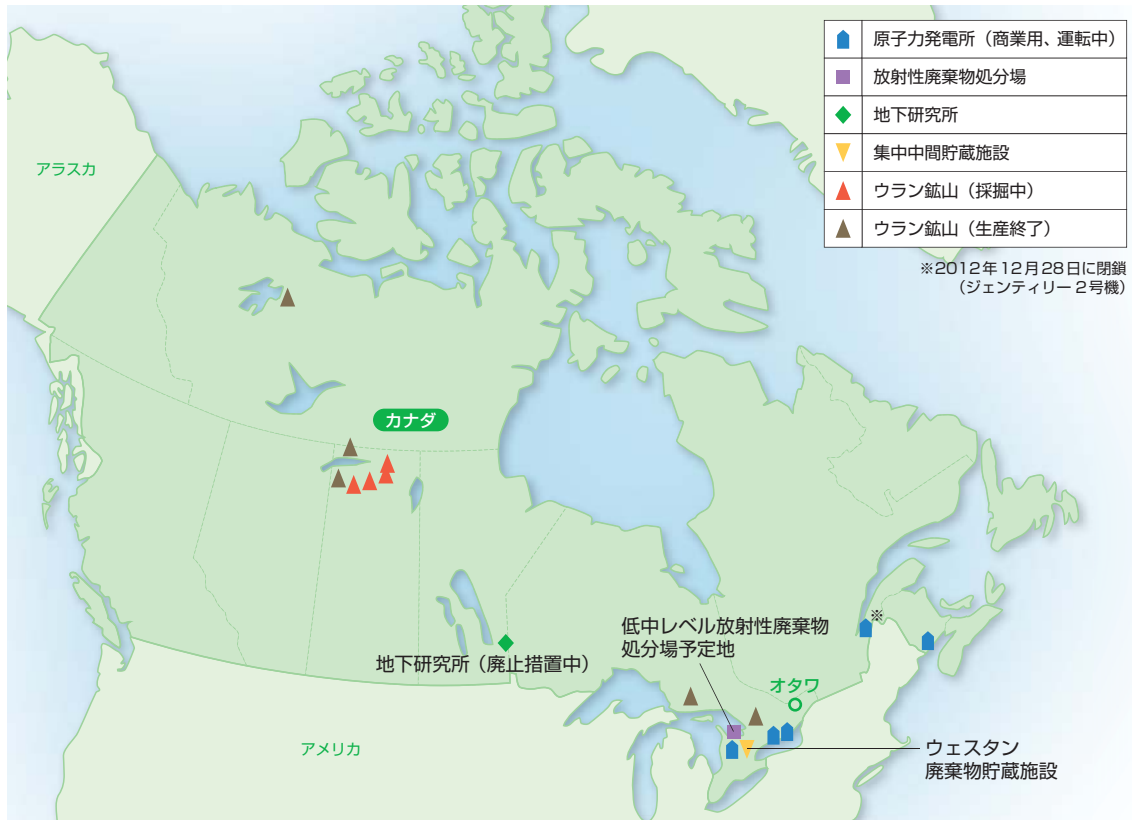 原子力発電所（商業用、運転中）
放射性廃棄物処分場
地下研究所
集中中間貯蔵施設
ウラン鉱山（採掘中）
ウラン鉱山（生産終了）
※2012年12月28日に閉鎖
（ジェンティリー2号機）
アラスカ
カナダ
※
低中レベル放射性廃棄物
処分場予定地
地下研究所（廃止措置中）
オタワ
アメリカ
ウェスタン
廃棄物貯蔵施設